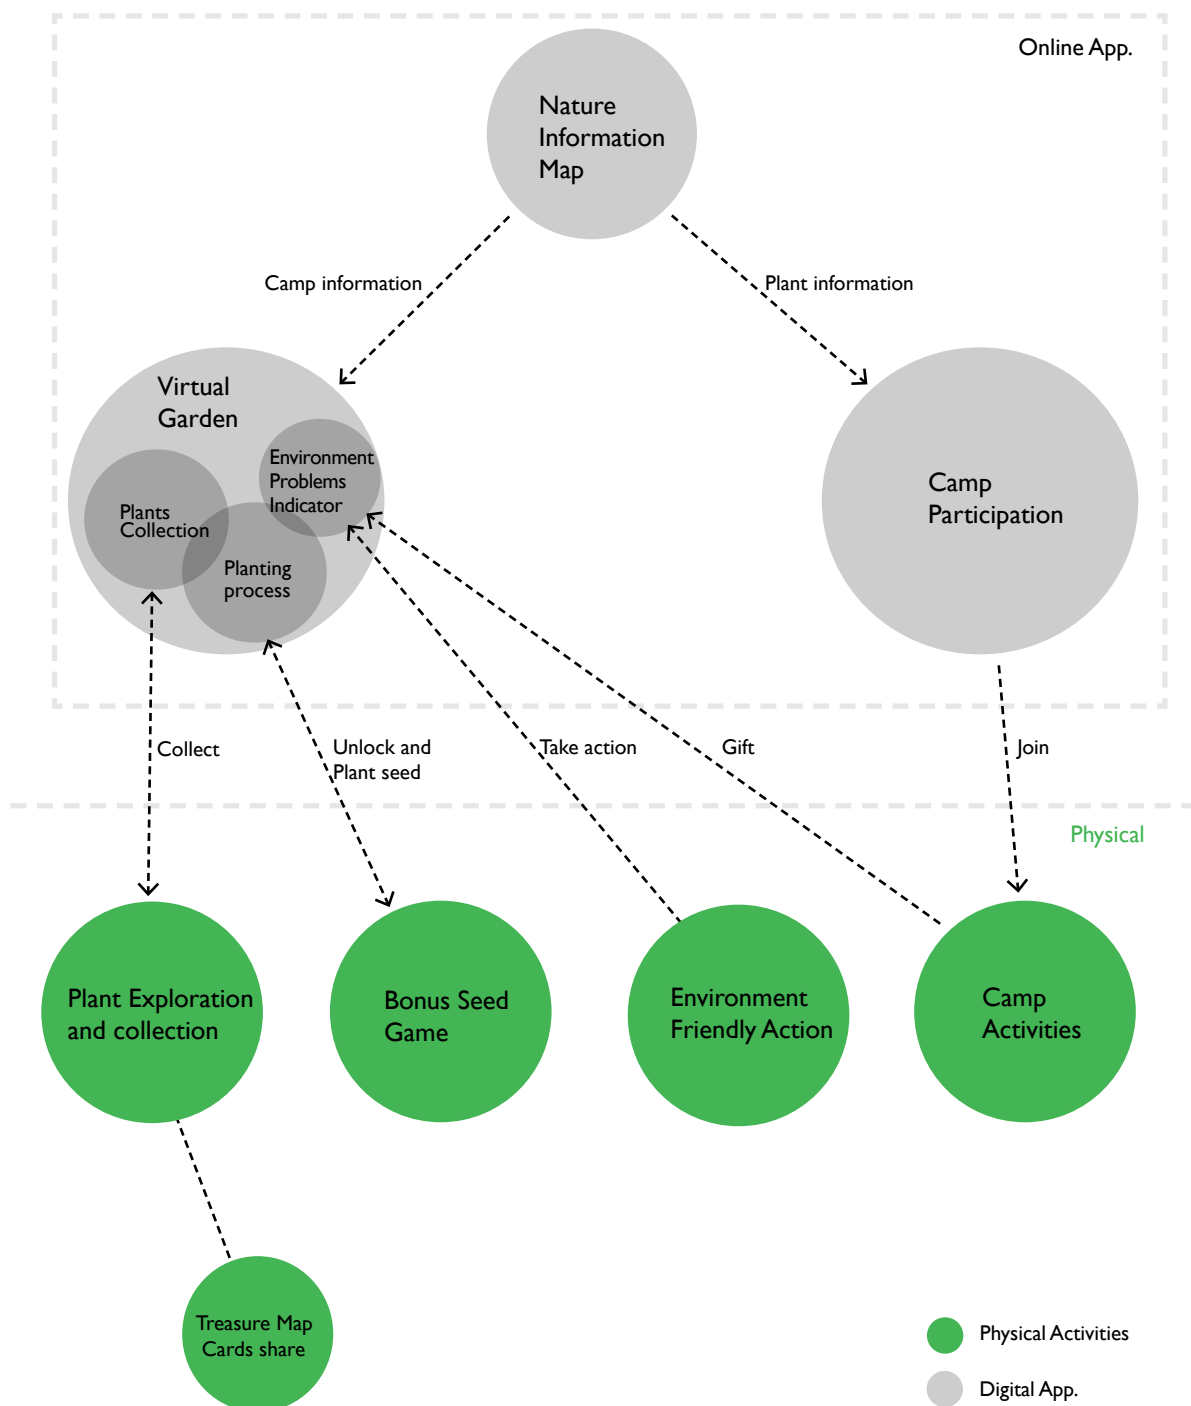 Online App.
Nature
Information
Map
Camp information
Plant information
Virtual
Garden
Environment
Problems
Indicator
Plants
Collection
Planting
process
Camp
Participation
Collect
Unlock and
Plant seed
Take action
Gift
Join
Physical
Plant Exploration
and collection
Bonus Seed
Game
Environment
Friendly Action
Camp
Activities
Treasure Map
Cards share
Physical Activities
Digital App.